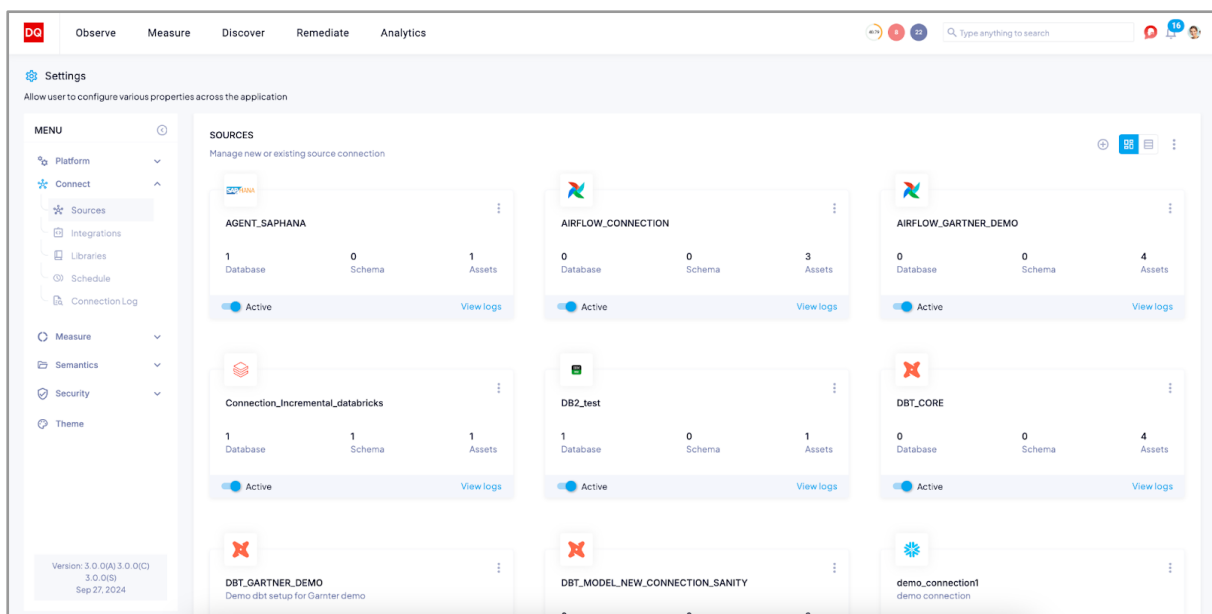 DQ
Observe Measure Discover Remediate Analytics
22
Type anything to search
16
Settings
Allow user to configure various properties across the application
MENU
Platform
Connect
Sources
Integrations
Libraries
Schedule
Connection Log
Measure
Semantics
Security
Theme
Version: 3.0.0(A) 3.0.0(C)
3.0.0(S)
Sep 27, 2024
SOURCES
Manage new or existing source connection
AGENT_SAPHANA
1 0 1
Database Schema Assets
Active View logs
AIRFLOW_CONNECTION
0 0 3
Database Schema Assets
Active View logs
AIRFLOW_GARTNER_DEMO
0 0 4
Database Schema Assets
Active View logs
Connection_Incremental_databricks
1 1 1
Database Schema Assets
Active View logs
DB2_test
1 0 1
Database Schema Assets
Active View logs
DBT_CORE
0 0 4
Database Schema Assets
Active View logs
DBT_GARTNER_DEMO
Demo dbt setup for Garnter demo
DBT_MODEL_NEW_CONNECTION_SANITY
demo_connection1
demo connection